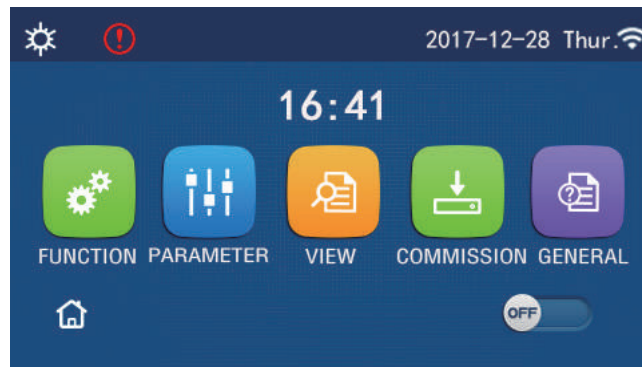 2017-12-28 Thur.
16:41
FUNCTION PARAMETER VIEW COMMISSION GENERAL
OFF